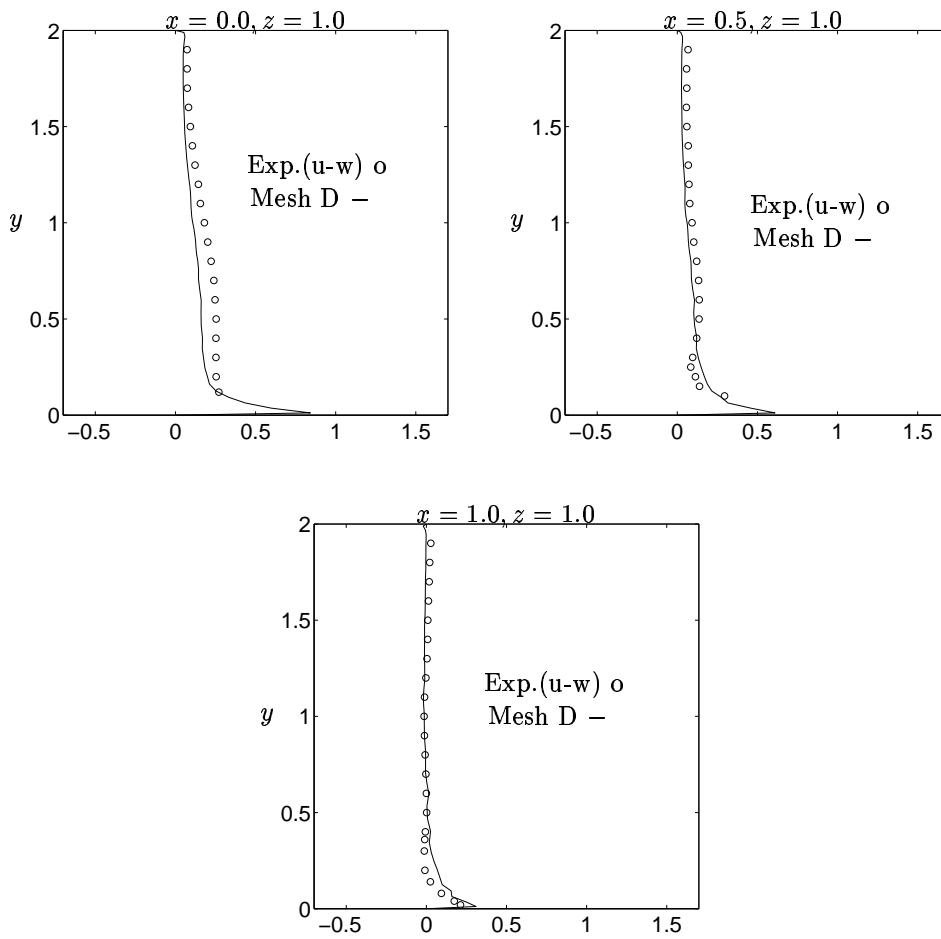 x = 0.0, z = 1.0
2
1.5
1
0.5
0
y
Exp.(u-w) o
Mesh D –
−0.5 0 0.5 1 1.5
x = 0.5, z = 1.0
2
1.5
1
0.5
0
y
Exp.(u-w) o
Mesh D –
−0.5 0 0.5 1 1.5
x = 1.0, z = 1.0
2
1.5
1
0.5
0
y
Exp.(u-w) o
Mesh D –
−0.5 0 0.5 1 1.5